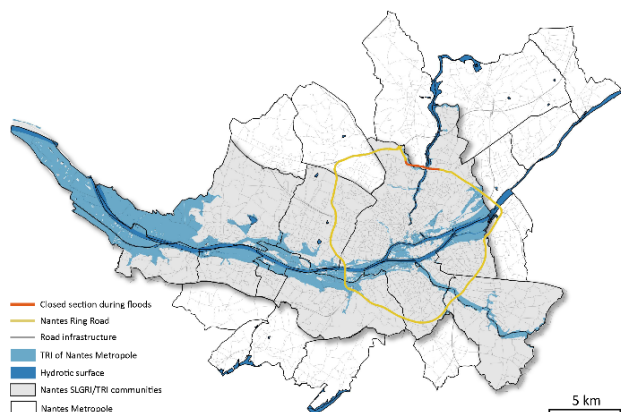 Closed section during floods
Nantes Ring Road
Road infrastructure
TRI of Nantes Metropole
Hydrotic surface
Nantes SLGRI/TRI communities
Nantes Metropole
5 km